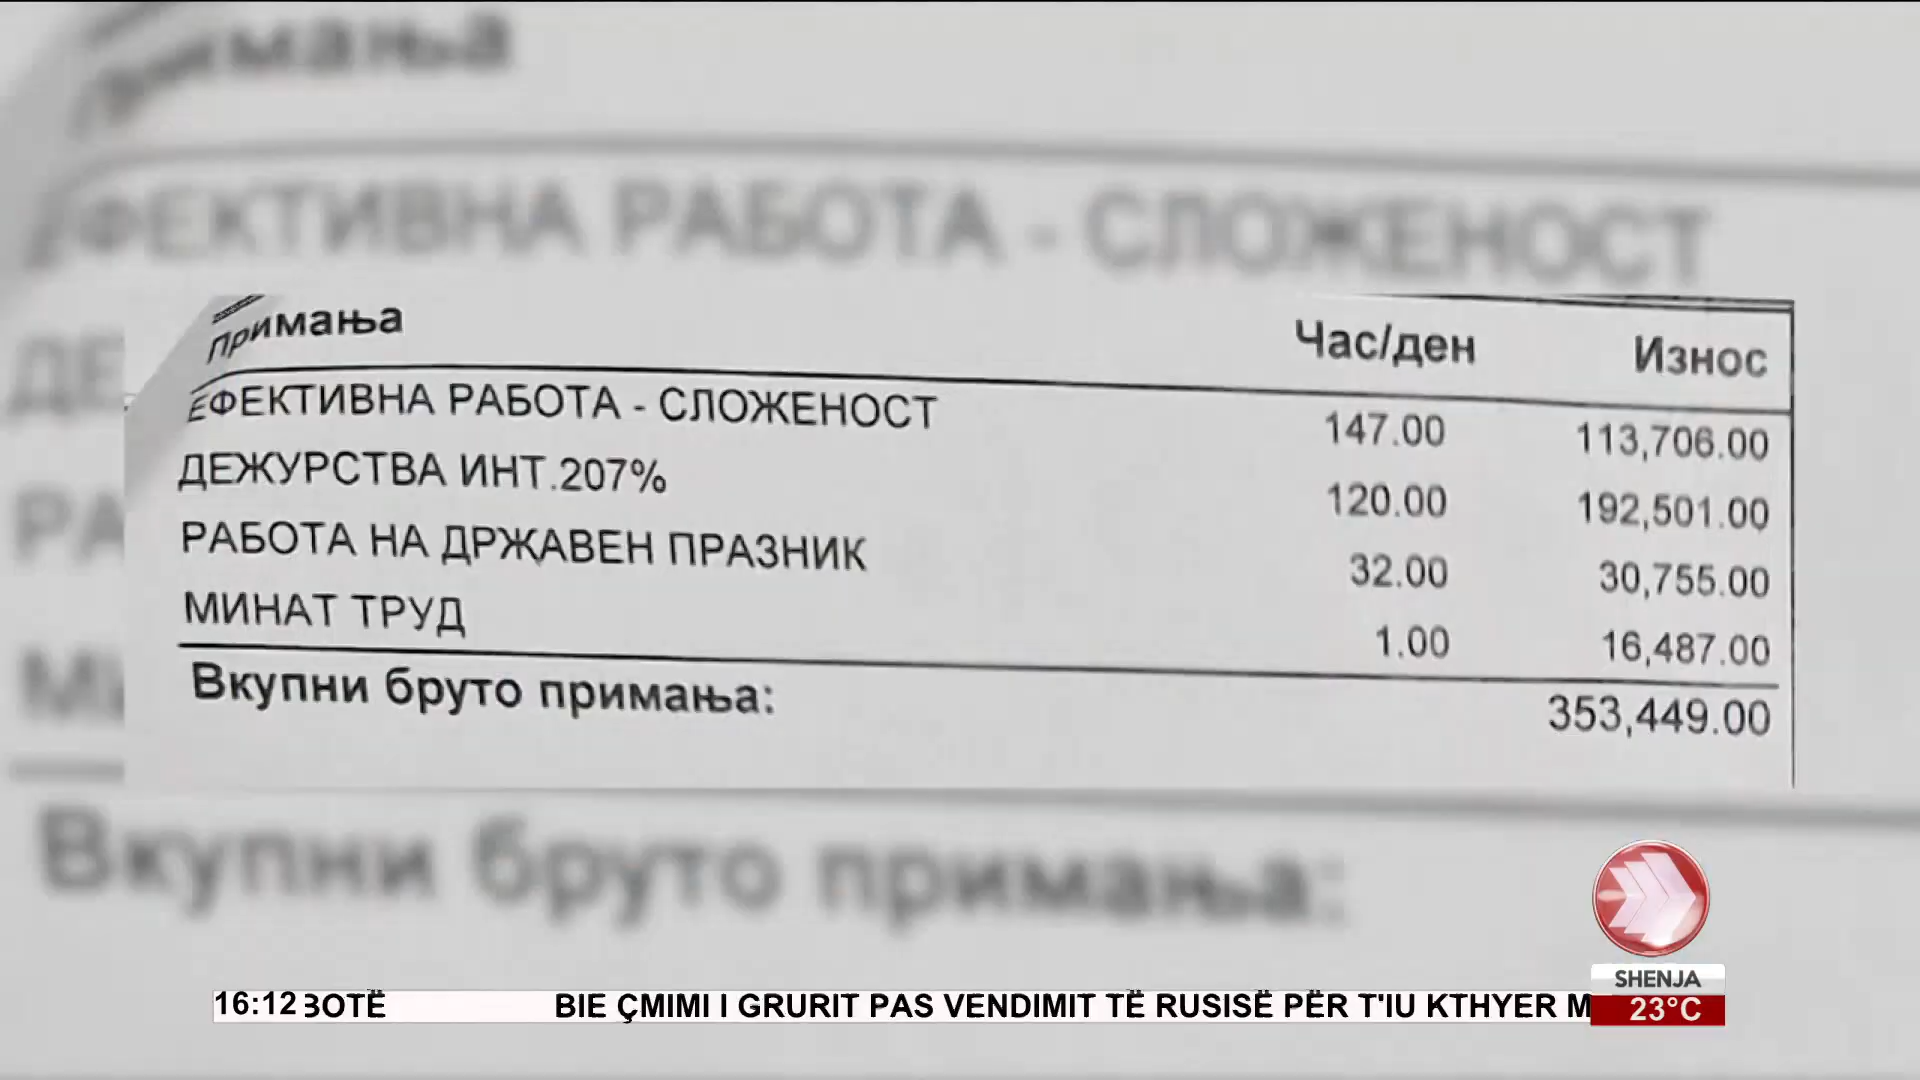 Примања
ЕФЕКТИВНА РАБОТА - СЛОЖЕНОСТ
Примања Час/ден Износ
ЕФЕКТИВНА РАБОТА - СЛОЖЕНОСТ 147.00 113,706.00
ДЕЖУРСТВА ИНТ.207% 120.00 192,501.00
РАБОТА НА ДРЖАВЕН ПРАЗНИК 32.00 30,755.00
МИНАТ ТРУД 1.00 16,487.00
Вкупни бруто примања: 353,449.00
Вкупни бруто примања:
SHENJA
16:12 BOTË BIE ÇMIMI I GRURIT PAS VENDIMIT TË RUSISË PËR T'IU KTHYER M
23°C